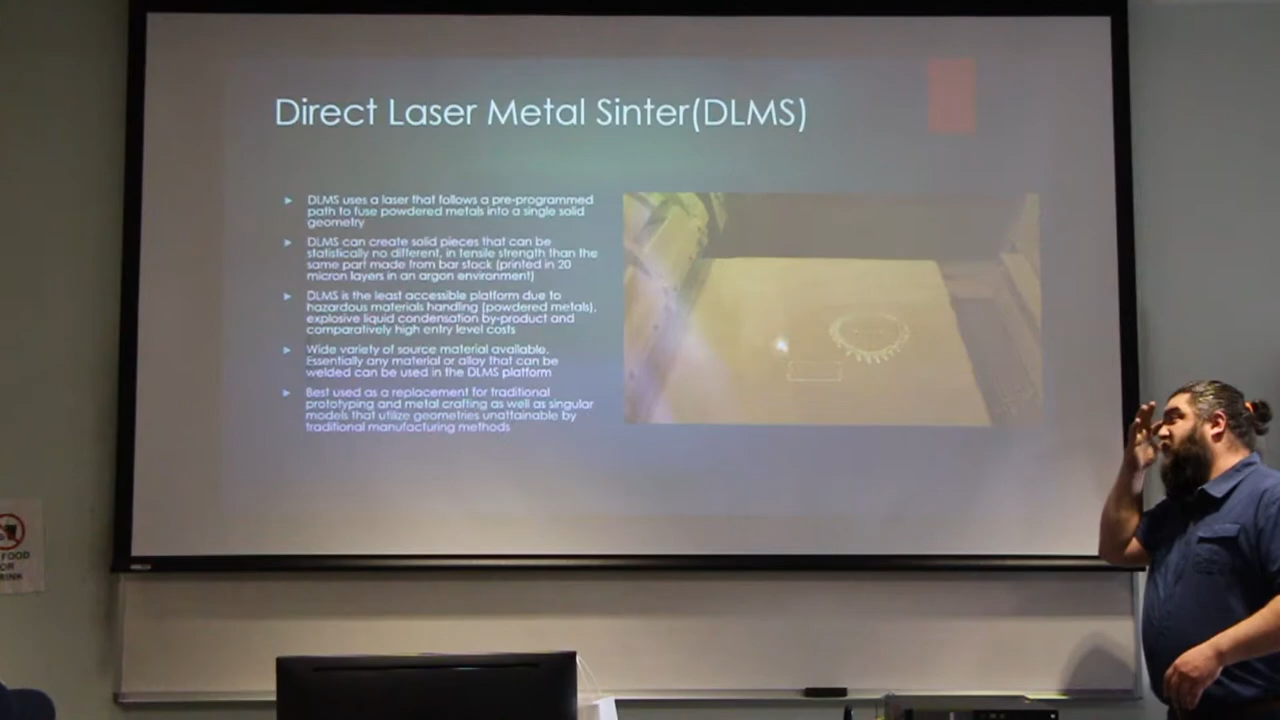 Direct Laser Metal Sinter(DLMS)
DLMS uses a laser that follows a pre-programmed
path to fuse powdered metals into a single solid
geometry
DLMS can create solid pieces that can be
statistically no different, in tensile strength than the
same part made from bar stock (printed in 20
micron layers in an argon environment)
DLMS is the least accessible platform due to
hazardous materials handling (powdered metals),
explosive liquid condensation by-product and
comparatively high entry level costs
Wide variety of source material available.
Essentially any material or alloy that can be
welded can be used in the DLMS platform
Best used as a replacement for traditional
prototyping and metal crafting as well as singular
models that utilize geometries unattainable by
traditional manufacturing methods
FOOD
OR
RINK